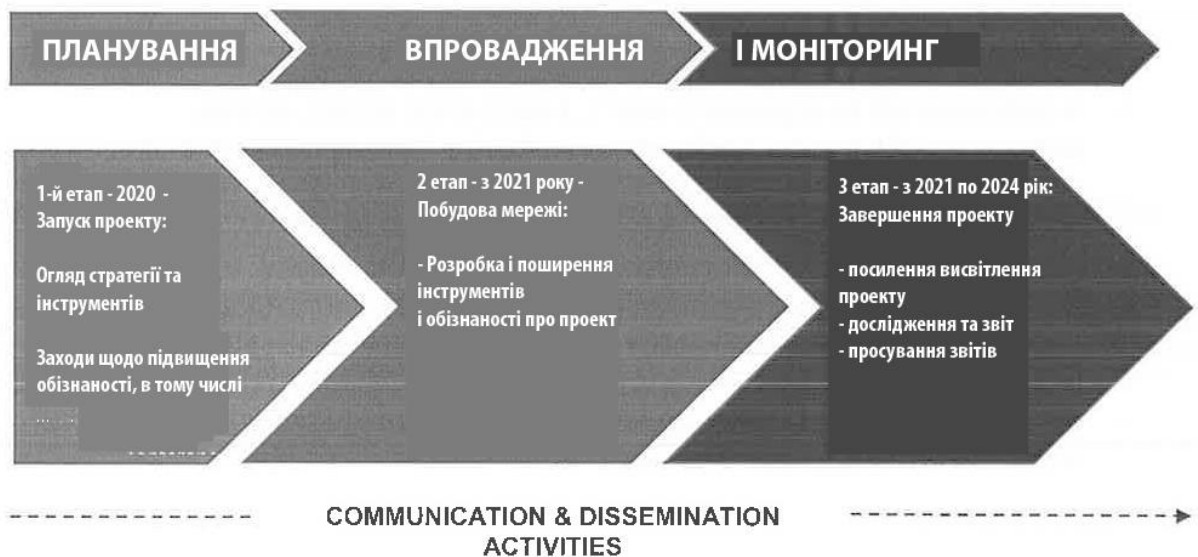 ПЛАНУВАННЯ
ВПРОВАДЖЕННЯ
І МОНІТОРИНГ
1-й етап - 2020 -
Запуск проекту:
Огляд стратегії та
інструментів
Заходи щодо підвищення
обізнаності, в тому числі
2 етап - з 2021 року -
Побудова мережі:
- Розробка і поширення
інструментів
і обізнаності про проект
3 етап - з 2021 по 2024 рік:
Завершення проекту
- посилення висвітлення
проекту
- дослідження та звіт
- просування звітів
COMMUNICATION & DISSEMINATION
ACTIVITIES